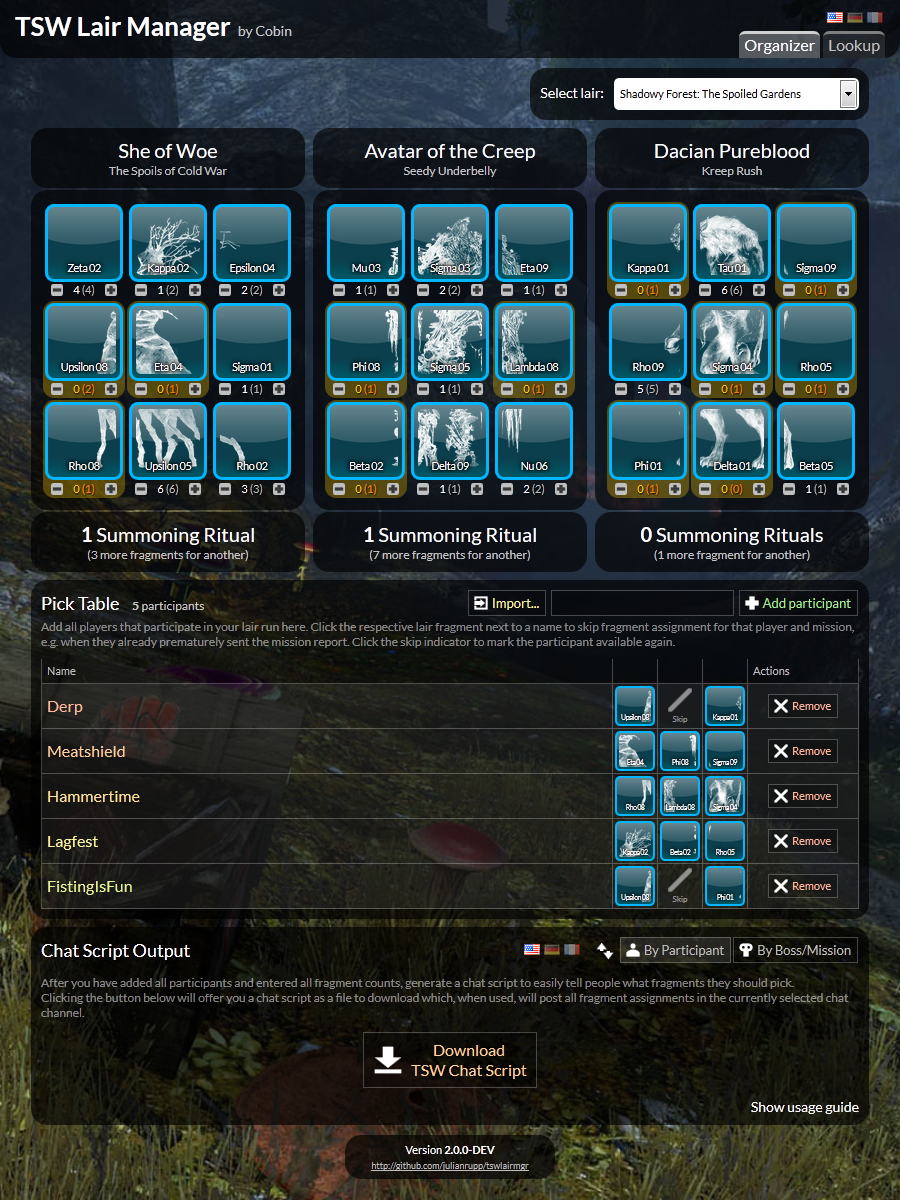 TSW Lair Manager by Cobin
Organizer Lookup
Select lair: Shadowy Forest: The Spoiled Gardens
She of Woe
The Spoils of Cold War
Avatar of the Creep
Seedy Underbelly
Dacian Pureblood
Kreep Rush
Zeta 02 Kappa 02 Epsilon 04 Mu 03 Sigma 03 Eta 09 Kappa 01 Tau 01 Sigma 09
4 (4) 1 (2) 2 (2) 1 (1) 2 (2) 1 (1) 0 (1) 6 (6) 0 (1)
Upsilon 08 Eta 04 Sigma 01 Phi 08 Sigma 05 Lambda 08 Rho 09 Sigma 04 Rho 05
0 (2) 0 (1) 1 (1) 0 (1) 1 (1) 0 (1) 5 (5) 0 (1) 0 (1)
Rho 08 Upsilon 05 Rho 02 Beta 02 Delta 09 Nu 06 Phi 01 Delta 01 Beta 05
0 (1) 6 (6) 3 (3) 0 (1) 1 (1) 2 (2) 0 (1) 0 (0) 1 (1)
1 Summoning Ritual
(3 more fragments for another)
1 Summoning Ritual
(7 more fragments for another)
0 Summoning Rituals
(1 more fragment for another)
Pick Table 5 participants Import... Add participant
Add all players that participate in your lair run here. Click the respective lair fragment next to a name to skip fragment assignment for that player and mission,
e.g. when they already prematurely sent the mission report. Click the skip indicator to mark the participant available again.
Name Actions
Derp Upsilon 08 Skip Kappa 01 Remove
Meatshield Eta 04 Phi 08 Sigma 09 Remove
Hammertime Rho 08 Lambda 08 Sigma 04 Remove
Lagfest Kappa 02 Beta 02 Rho 05 Remove
FistingIsFun Upsilon 08 Skip Phi 01 Remove
Chat Script Output By Participant By Boss/Mission
After you have added all participants and entered all fragment counts, generate a chat script to easily tell people what fragments they should pick.
Clicking the button below will offer you a chat script as a file to download which, when used, will post all fragment assignments in the currently selected chat
channel.
Download
TSW Chat Script
Show usage guide
Version 2.0.0-DEV
http://github.com/julianrupp/tswlairmgr